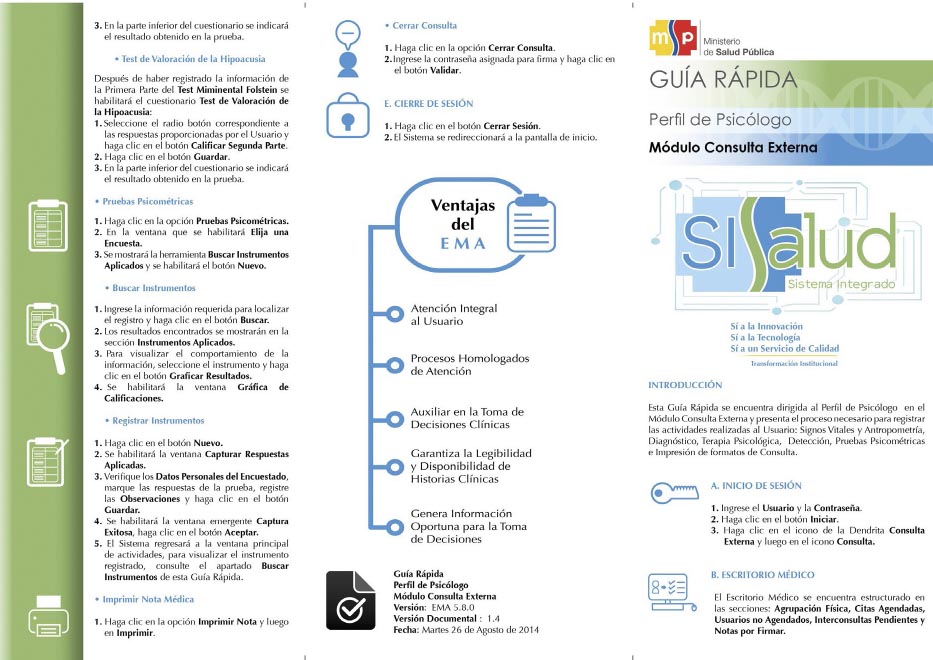 3. En la parte inferior del cuestionario se indicará
el resultado obtenido en la prueba.
• Test de Valoración de la Hipoacusia
Después de haber registrado la información de
la Primera Parte del Test Miminental Folstein se
habilitará el cuestionario Test de Valoración de
la Hipoacusia:
1. Seleccione el radio botón correspondiente a
las respuestas proporcionadas por el Usuario y
haga clic en el botón Calificar Segunda Parte.
2. Haga clic en el botón Guardar.
3. En la parte inferior del cuestionario se indicará
el resultado obtenido en la prueba.
• Pruebas Psicométricas
1. Haga clic en la opción Pruebas Psicométricas.
2. En la ventana que se habilitará Elija una
Encuesta.
3. Se mostrará la herramienta Buscar Instrumentos
Aplicados y se habilitará el botón Nuevo.
• Buscar Instrumentos
1. Ingrese la información requerida para localizar
el registro y haga clic en el botón Buscar.
2. Los resultados encontrados se mostrarán en la
sección Instrumentos Aplicados.
3. Para visualizar el comportamiento de la
información, seleccione el instrumento y haga
clic en el botón Graficar Resultados.
4. Se habilitará la ventana Gráfica de
Calificaciones.
• Registrar Instrumentos
1. Haga clic en el botón Nuevo.
2. Se habilitará la ventana Capturar Respuestas
Aplicadas.
3. Verifique los Datos Personales del Encuestado,
marque las respuestas de la prueba, registre
las Observaciones y haga clic en el botón
Guardar.
4. Se habilitará la ventana emergente Captura
Exitosa, haga clic en el botón Aceptar.
5. El Sistema regresará a la ventana principal
de actividades, para visualizar el instrumento
registrado, consulte el apartado Buscar
Instrumentos de esta Guía Rápida.
• Imprimir Nota Médica
1. Haga clic en la opción Imprimir Nota y luego
en Imprimir.
• Cerrar Consulta
1. Haga clic en la opción Cerrar Consulta.
2. Ingrese la contraseña asignada para firma y haga clic en
el botón Validar.
E. CIERRE DE SESIÓN
1. Haga clic en el botón Cerrar Sesión.
2. El Sistema se redireccionará a la pantalla de inicio.
Ventajas
del
EMA
Atención Integral
al Usuario
Procesos Homologados
de Atención
Auxiliar en la Toma de
Decisiones Clínicas
Garantiza la Legibilidad
y Disponibilidad de
Historias Clínicas
Genera Información
Oportuna para la Toma
de Decisiones
Guía Rápida
Perfil de Psicólogo
Módulo Consulta Externa
Versión: EMA 5.8.0
Versión Documental : 1.4
Fecha: Martes 26 de Agosto de 2014
msp
Ministerio
de Salud Pública
GUÍA RÁPIDA
Perfil de Psicólogo
Módulo Consulta Externa
SISalud
Sistema Integrado
Sí a la Innovación
Sí a la Tecnología
Sí a un Servicio de Calidad
Transformación Institucional
INTRODUCCIÓN
Esta Guía Rápida se encuentra dirigida al Perfil de Psicólogo en el
Módulo Consulta Externa y presenta el proceso necesario para registrar
las actividades realizadas al Usuario: Signos Vitales y Antropometría,
Diagnóstico, Terapia Psicológica, Detección, Pruebas Psicométricas
e Impresión de formatos de Consulta.
A. INICIO DE SESIÓN
1. Ingrese el Usuario y la Contraseña.
2. Haga clic en el botón Iniciar.
3. Haga clic en el icono de la Dendrita Consulta
Externa y luego en el icono Consulta.
B. ESCRITORIO MÉDICO
El Escritorio Médico se encuentra estructurado en
las secciones: Agrupación Física, Citas Agendadas,
Usuarios no Agendados, Interconsultas Pendientes y
Notas por Firmar.